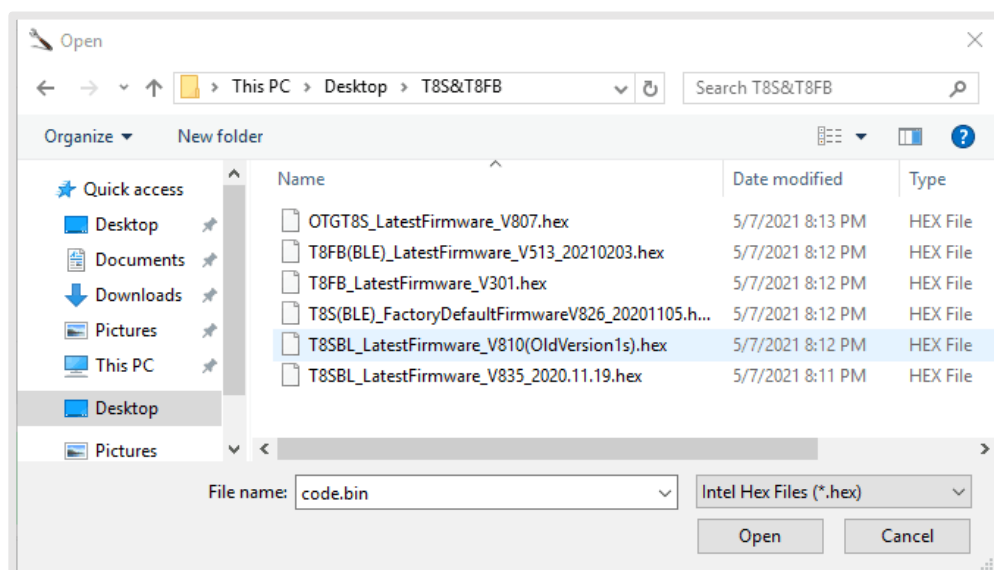 Open
This PC > Desktop > T8S&T8FB
Search T8S&T8FB
Organize
New folder
Quick access
Desktop
Documents
Downloads
Pictures
This PC
Desktop
Pictures
Name Date modified Type
OTGT8S_LatestFirmware_V807.hex 5/7/2021 8:13 PM HEX File
T8FB(BLE)_LatestFirmware_V513_20210203.hex 5/7/2021 8:12 PM HEX File
T8FB_LatestFirmware_V301.hex 5/7/2021 8:12 PM HEX File
T8S(BLE)_FactoryDefaultFirmwareV826_20201105.h... 5/7/2021 8:12 PM HEX File
T8SBL_LatestFirmware_V810(OldVersion1s).hex 5/7/2021 8:12 PM HEX File
T8SBL_LatestFirmware_V835_2020.11.19.hex 5/7/2021 8:11 PM HEX File
File name: code.bin
Intel Hex Files (*.hex)
Open Cancel